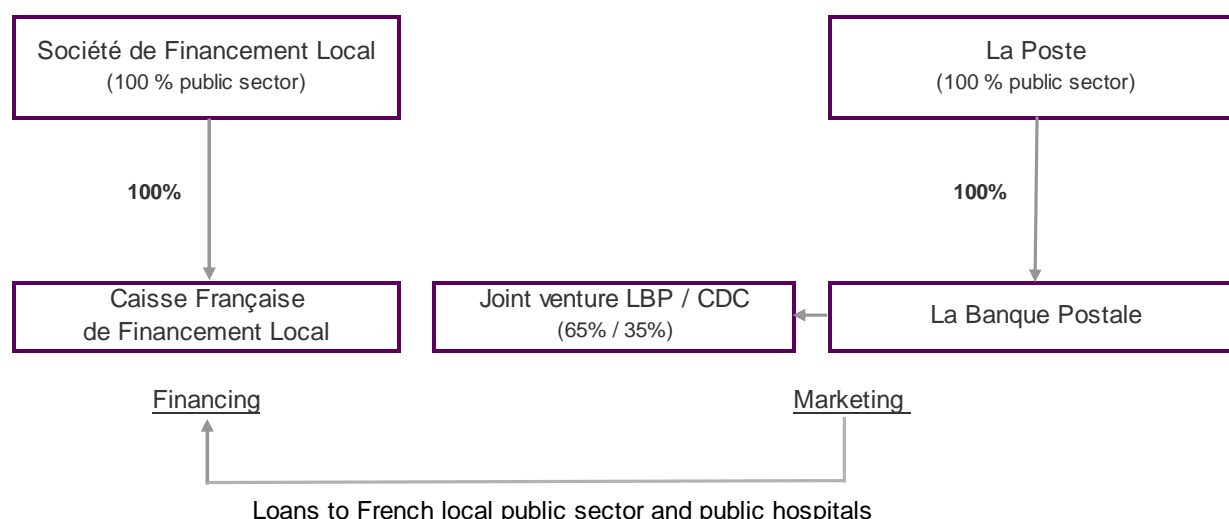 Société de Financement Local
(100 % public sector)
La Poste
(100 % public sector)
100%
100%
Caisse Française
de Financement Local
Joint venture LBP / CDC
(65% / 35%)
La Banque Postale
Financing
Marketing
Loans to French local public sector and public hospitals